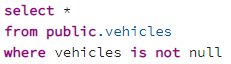 select *
from public.vehicles
where vehicles is not null